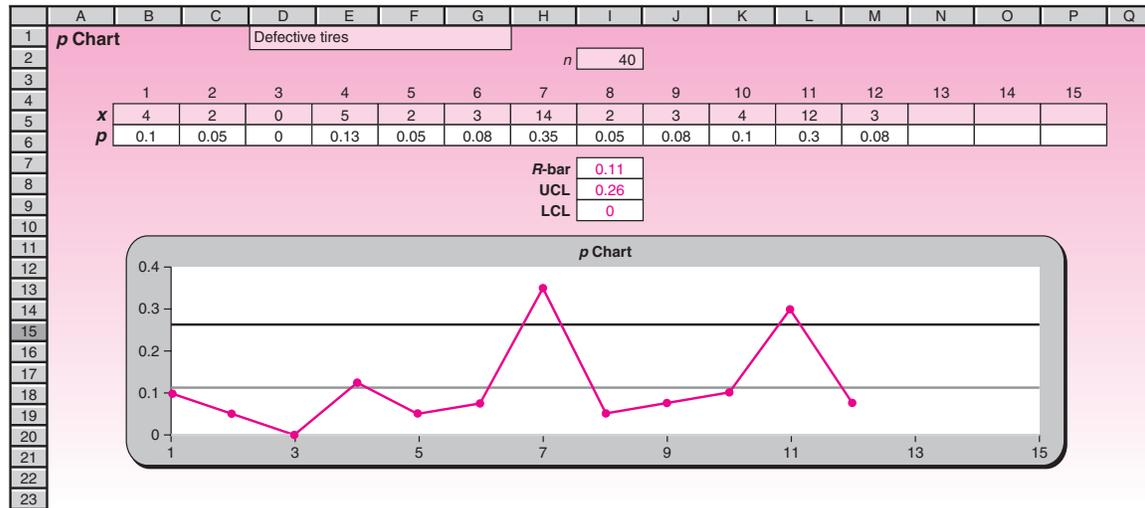 A B C D E F G H I J K L M N O P Q
1 p Chart Defective tires
2 n 40
3
4 1 2 3 4 5 6 7 8 9 10 11 12 13 14 15
5 x 4 2 0 5 2 3 14 2 3 4 12 3
6 p 0.1 0.05 0 0.13 0.05 0.08 0.35 0.05 0.08 0.1 0.3 0.08
7 R-bar 0.11
8 UCL 0.26
9 LCL 0
10
11 p Chart
12 0.4
13
14 0.3
15
16 0.2
17
18 0.1
19
20 0
21 1 3 5 7 9 11 13 15
22
23